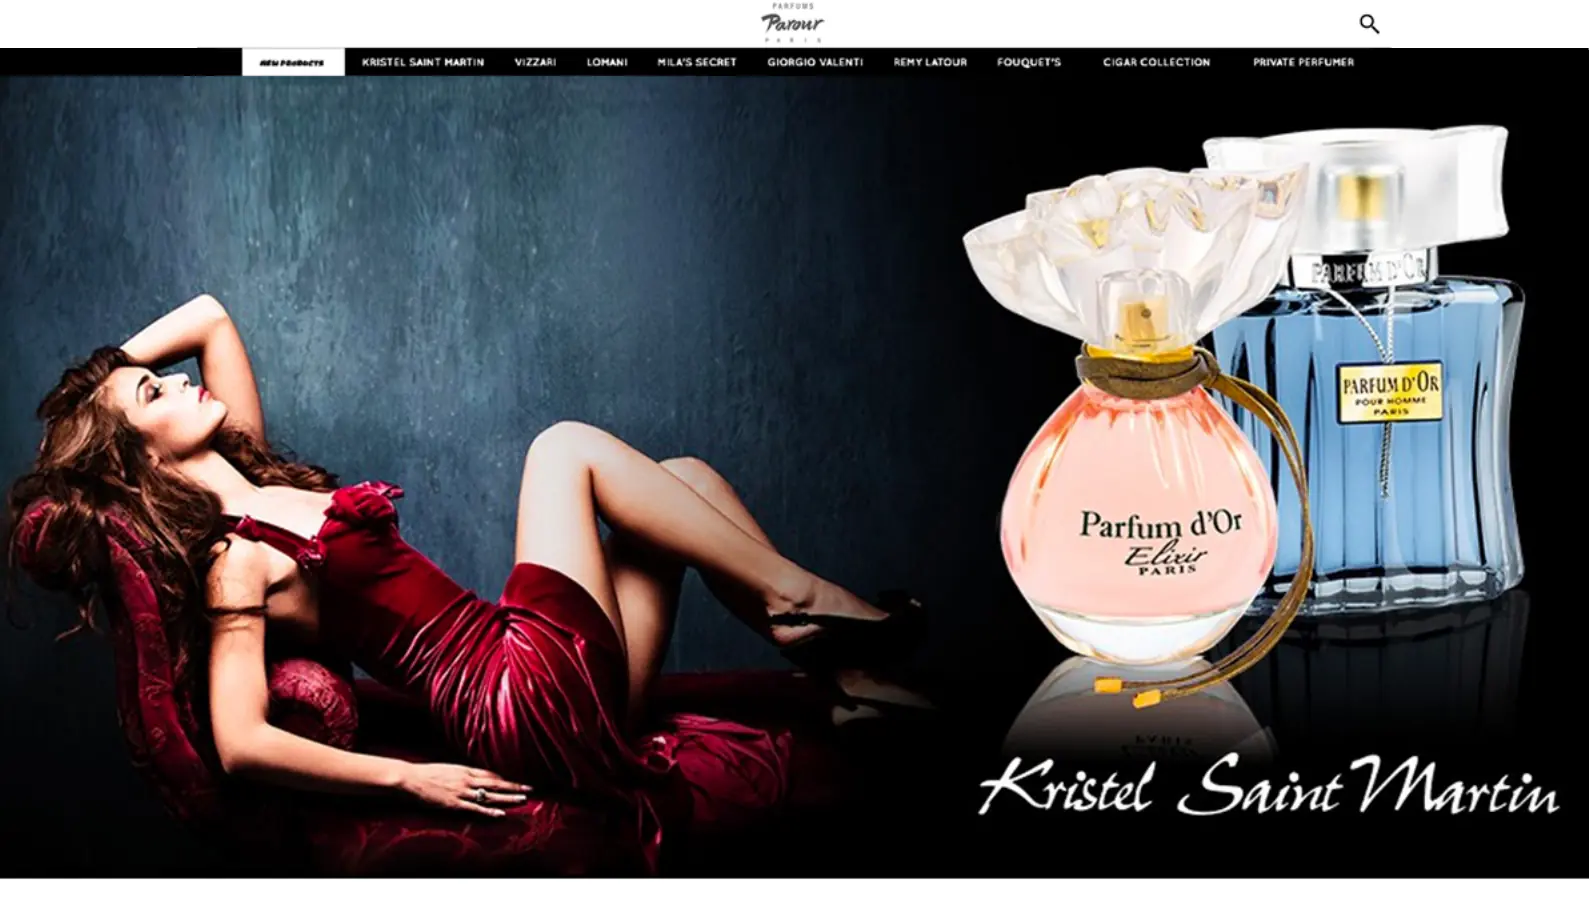 PARFUMS
Parour
PARIS
NEW PRODUCTS
KRISTEL SAINT MARTIN
VIZZARI
LOMANI
MILA'S SECRET
GIORGIO VALENTI
REMY LATOUR
FOUQUET'S
CIGAR COLLECTION
PRIVATE PERFUMER
PARFUM D'OR
PARFUM D'OR
POUR HOMME
PARIS
Parfum d'Or
Elixir
PARIS
Kristel Saint Martin